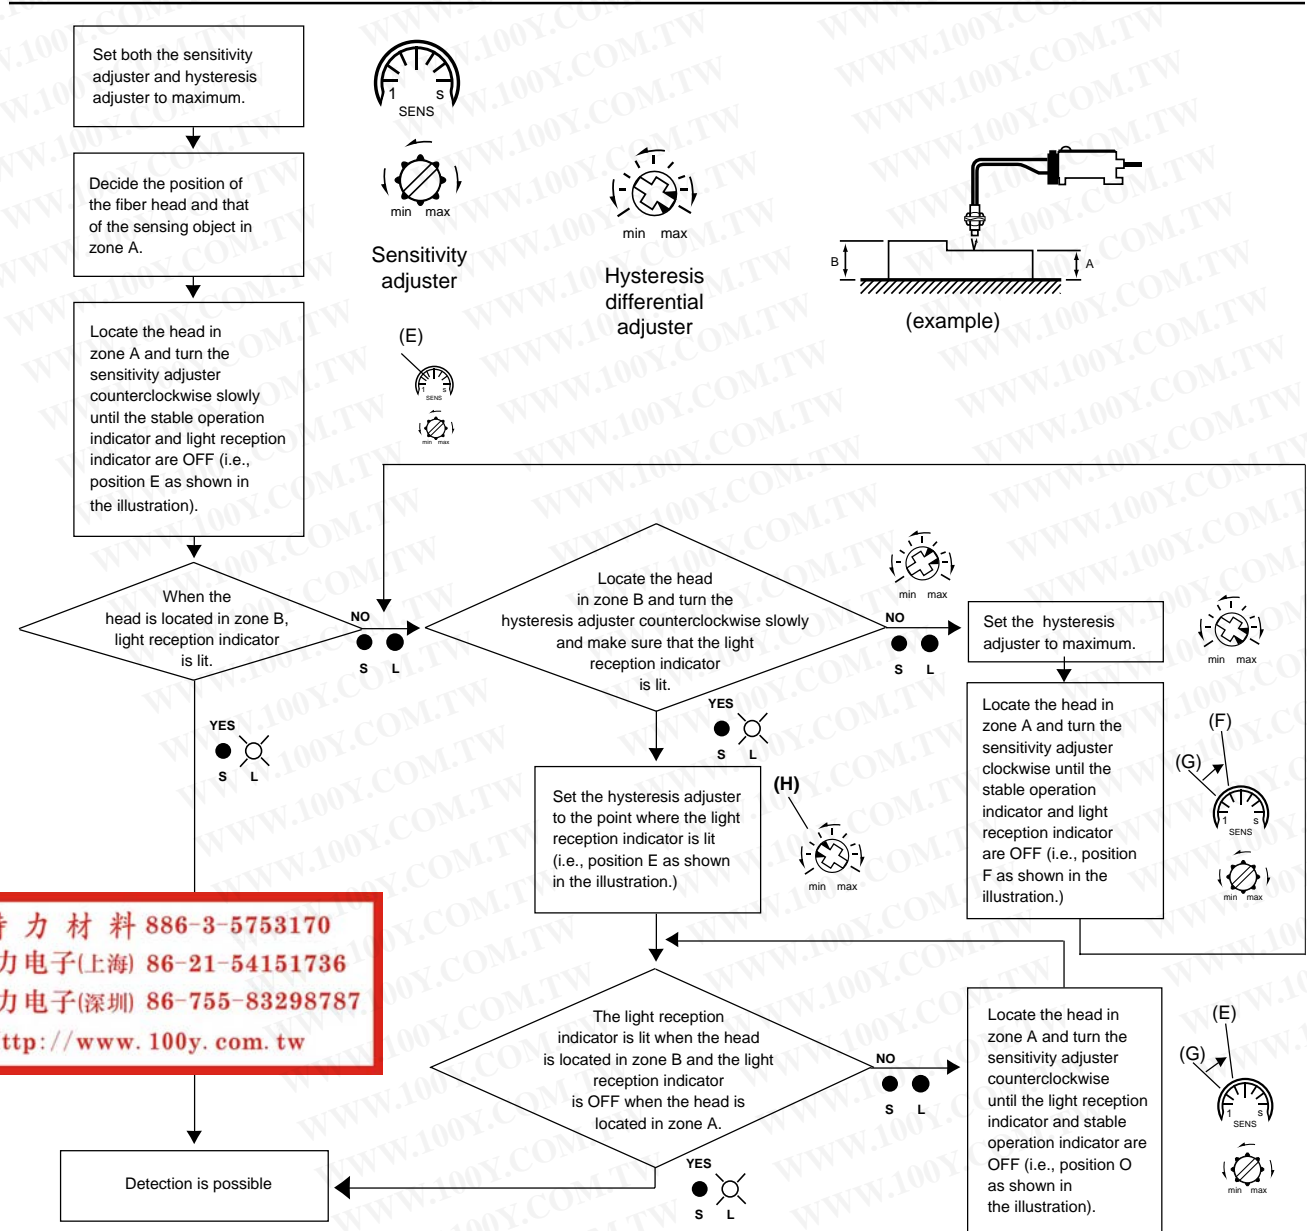 Set both the sensitivity
adjuster and hysteresis
adjuster to maximum.
1 s
SENS
Decide the position of
the fiber head and that
of the sensing object in
zone A.
min max
Sensitivity
adjuster
min max
Hysteresis
differential
adjuster
B
A
(example)
Locate the head in
zone A and turn the
sensitivity adjuster
counterclockwise slowly
until the stable operation
indicator and light reception
indicator are OFF (i.e.,
position E as shown in
the illustration).
(E)
1 s
SENS
min max
When the
head is located in zone B,
light reception indicator
is lit.
NO
S L
YES
S L
Locate the head
in zone B and turn the
hysteresis adjuster counterclockwise slowly
and make sure that the light
reception indicator
is lit.
min max
NO
S L
YES
S L
Set the hysteresis
adjuster to maximum.
min max
Locate the head in
zone A and turn the
sensitivity adjuster
clockwise until the
stable operation
indicator and light
reception indicator
are OFF (i.e., position
F as shown in the
illustration.)
(F)
(G)
1 s
SENS
min max
Set the hysteresis adjuster
to the point where the light
reception indicator is lit
(i.e., position E as shown
in the illustration.)
(H)
min max
力 材 料 886-3-5753170
力电子(上海) 86-21-54151736
力电子(深圳) 86-755-83298787
ttp://www.100y.com.tw
The light reception
indicator is lit when the head
is located in zone B and the light
reception indicator
is OFF when the head is
located in zone A.
NO
S L
YES
S L
Locate the head in
zone A and turn the
sensitivity adjuster
counterclockwise
until the light reception
indicator and stable
operation indicator are
OFF (i.e., position O
as shown in
the illustration).
(E)
(G)
1 s
SENS
min max
Detection is possible
WWW.100Y.COM.TW